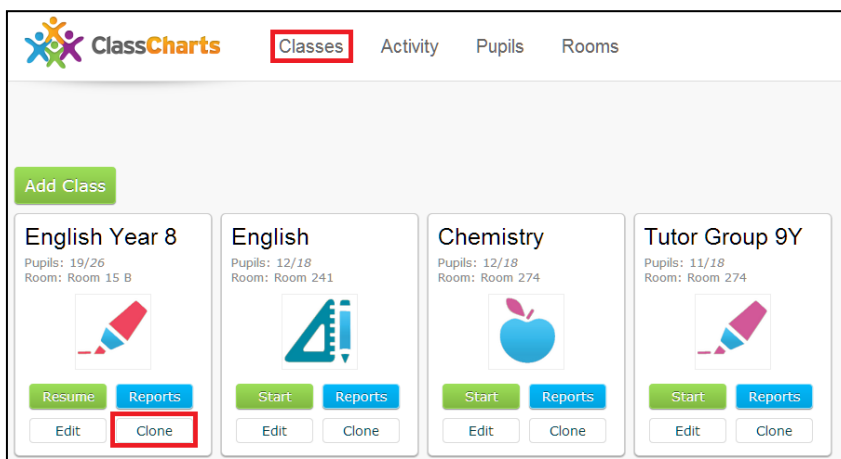 ClassCharts
Classes Activity Pupils Rooms
Add Class
English Year 8
Pupils: 19/26
Room: Room 15 B
Resume Reports
Edit Clone
English
Pupils: 12/18
Room: Room 241
Start Reports
Edit Clone
Chemistry
Pupils: 12/18
Room: Room 274
Start Reports
Edit Clone
Tutor Group 9Y
Pupils: 11/18
Room: Room 274
Start Reports
Edit Clone